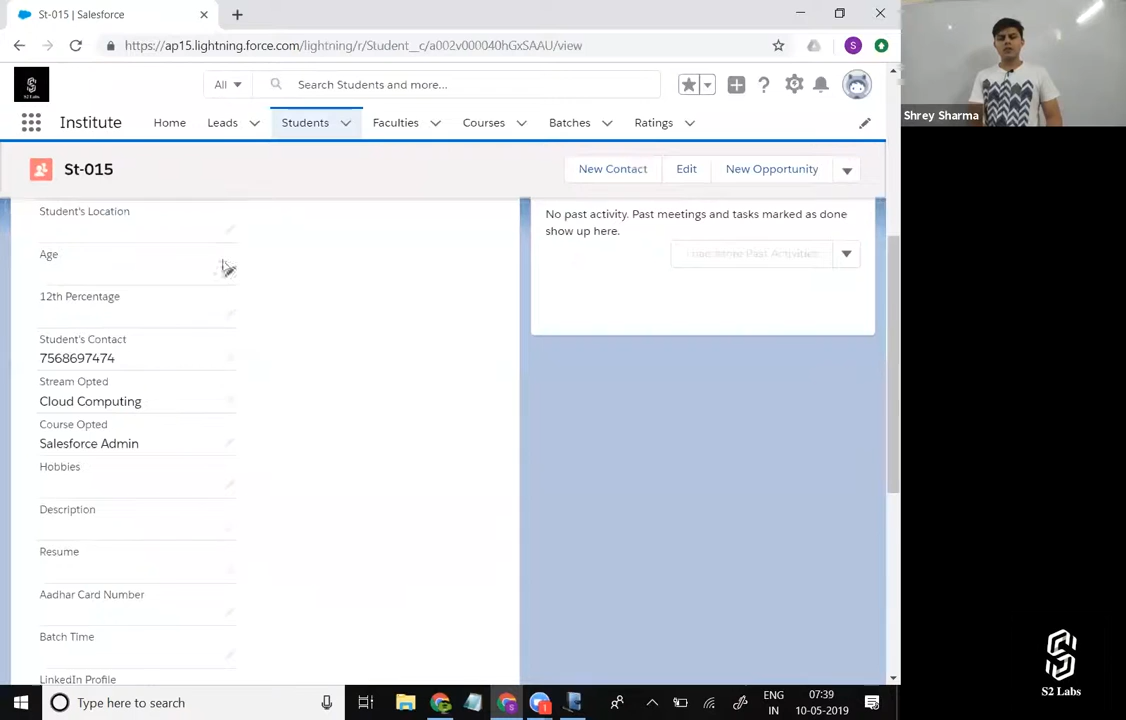 St-015 | Salesforce
https://ap15.lightning.force.com/lightning/r/Student__c/a002v000040hGxSAAU/view
S
S2 LABS
All
Search Students and more...
Institute
Home
Leads
Students
Faculties
Courses
Batches
Ratings
St-015
New Contact
Edit
New Opportunity
Student's Location
Age
12th Percentage
Student's Contact
7568697474
Stream Opted
Cloud Computing
Course Opted
Salesforce Admin
Hobbies
Description
Resume
Aadhar Card Number
Batch Time
LinkedIn Profile
No past activity. Past meetings and tasks marked as done
show up here.
Past Activities
Shrey Sharma
S2 Labs
Type here to search
ENG
IN
07:39
10-05-2019